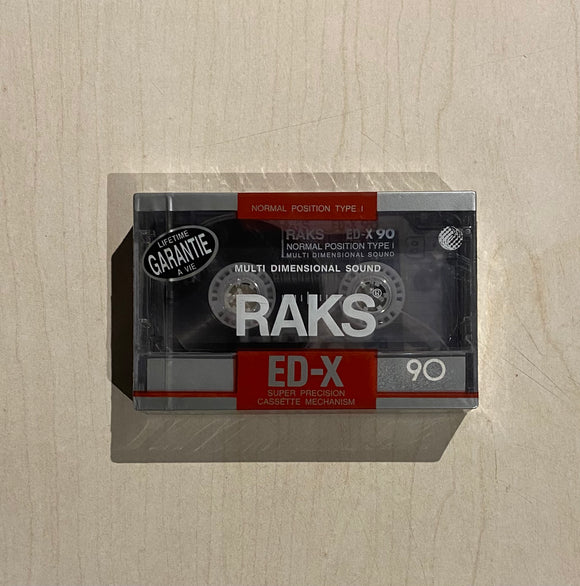 NORMAL POSITION TYPE I
LIFETIME
GARANTIE
A VIE
RAKS ED-X 90
NORMAL POSITION TYPE I
MULTI DIMENSIONAL SOUND
MULTI DIMENSIONAL SOUND
RAKS®
ED-X
90
SUPER PRECISION
CASSETTE MECHANISM